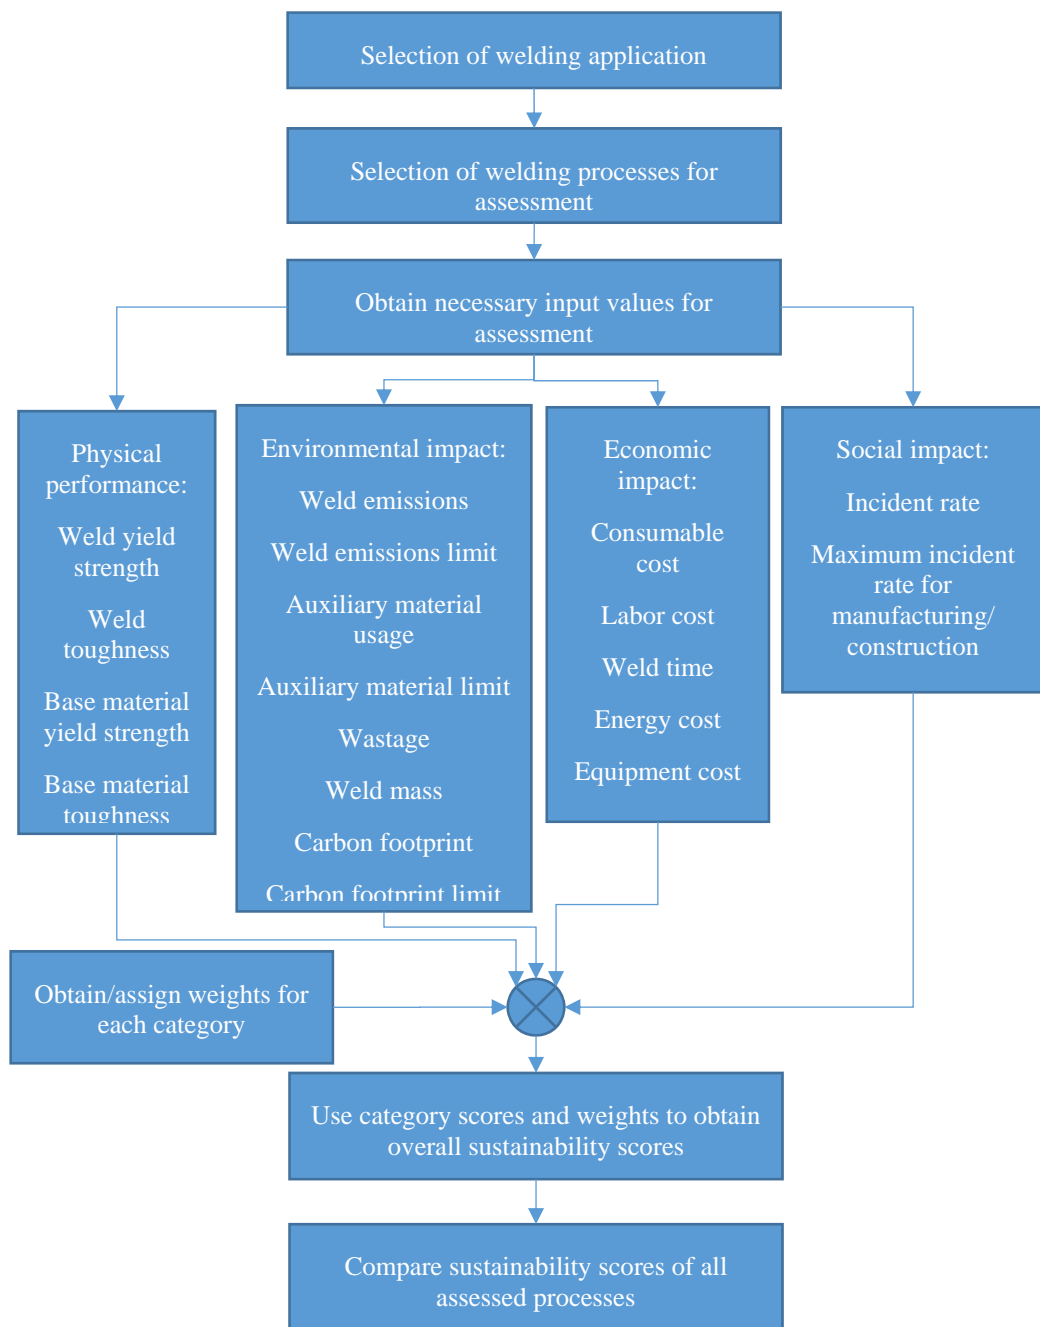 Selection of welding application
Selection of welding processes for
assessment
Obtain necessary input values for
assessment
Physical
performance:
Weld yield
strength
Weld
toughness
Base material
yield strength
Base material
toughness
Environmental impact:
Weld emissions
Weld emissions limit
Auxiliary material
usage
Auxiliary material limit
Wastage
Weld mass
Carbon footprint
Carbon footprint limit
Economic
impact:
Consumable
cost
Labor cost
Weld time
Energy cost
Equipment cost
Social impact:
Incident rate
Maximum incident
rate for
manufacturing/
construction
Obtain/assign weights for
each category
Use category scores and weights to obtain
overall sustainability scores
Compare sustainability scores of all
assessed processes